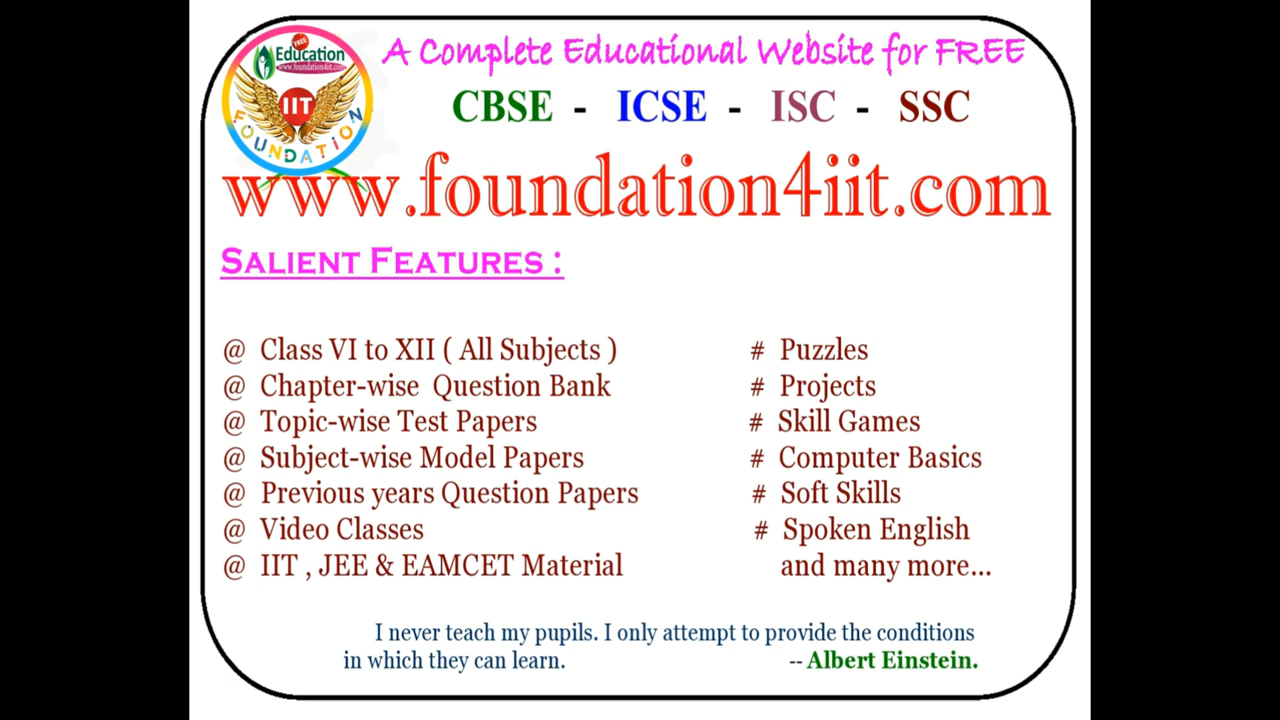 FREE
Education
www.foundation4iit.com
IIT
FOUNDATION
A Complete Educational Website for FREE
CBSE - ICSE - ISC - SSC
www.foundation4iit.com
SALIENT FEATURES :
@ Class VI to XII ( All Subjects )
@ Chapter-wise Question Bank
@ Topic-wise Test Papers
@ Subject-wise Model Papers
@ Previous years Question Papers
@ Video Classes
@ IIT , JEE & EAMCET Material
# Puzzles
# Projects
# Skill Games
# Computer Basics
# Soft Skills
# Spoken English
and many more...
I never teach my pupils. I only attempt to provide the conditions
in which they can learn. -- Albert Einstein.